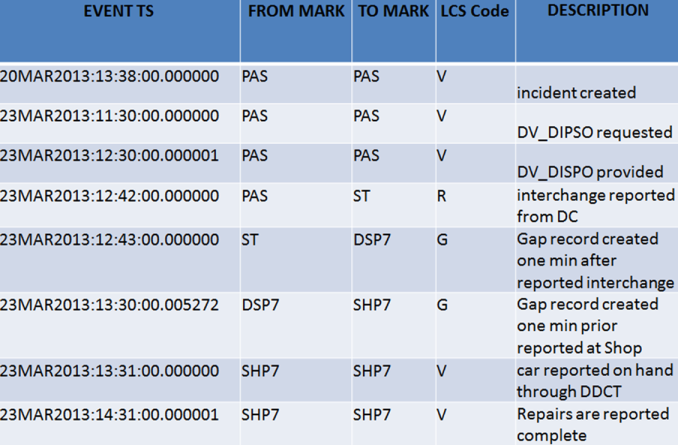 EVENT TS FROM MARK TO MARK LCS Code DESCRIPTION
20MAR2013:13:38:00.000000 PAS PAS V incident created
23MAR2013:11:30:00.000000 PAS PAS V DV_DIPSO requested
23MAR2013:12:30:00.000001 PAS PAS V DV_DISPO provided
23MAR2013:12:42:00.000000 PAS ST R interchange reported
from DC
23MAR2013:12:43:00.000000 ST DSP7 G Gap record created
one min after
reported interchange
23MAR2013:13:30:00.005272 DSP7 SHP7 G Gap record created
one min prior
reported at Shop
23MAR2013:13:31:00.000000 SHP7 SHP7 V car reported on hand
through DDCT
23MAR2013:14:31:00.000001 SHP7 SHP7 V Repairs are reported
complete